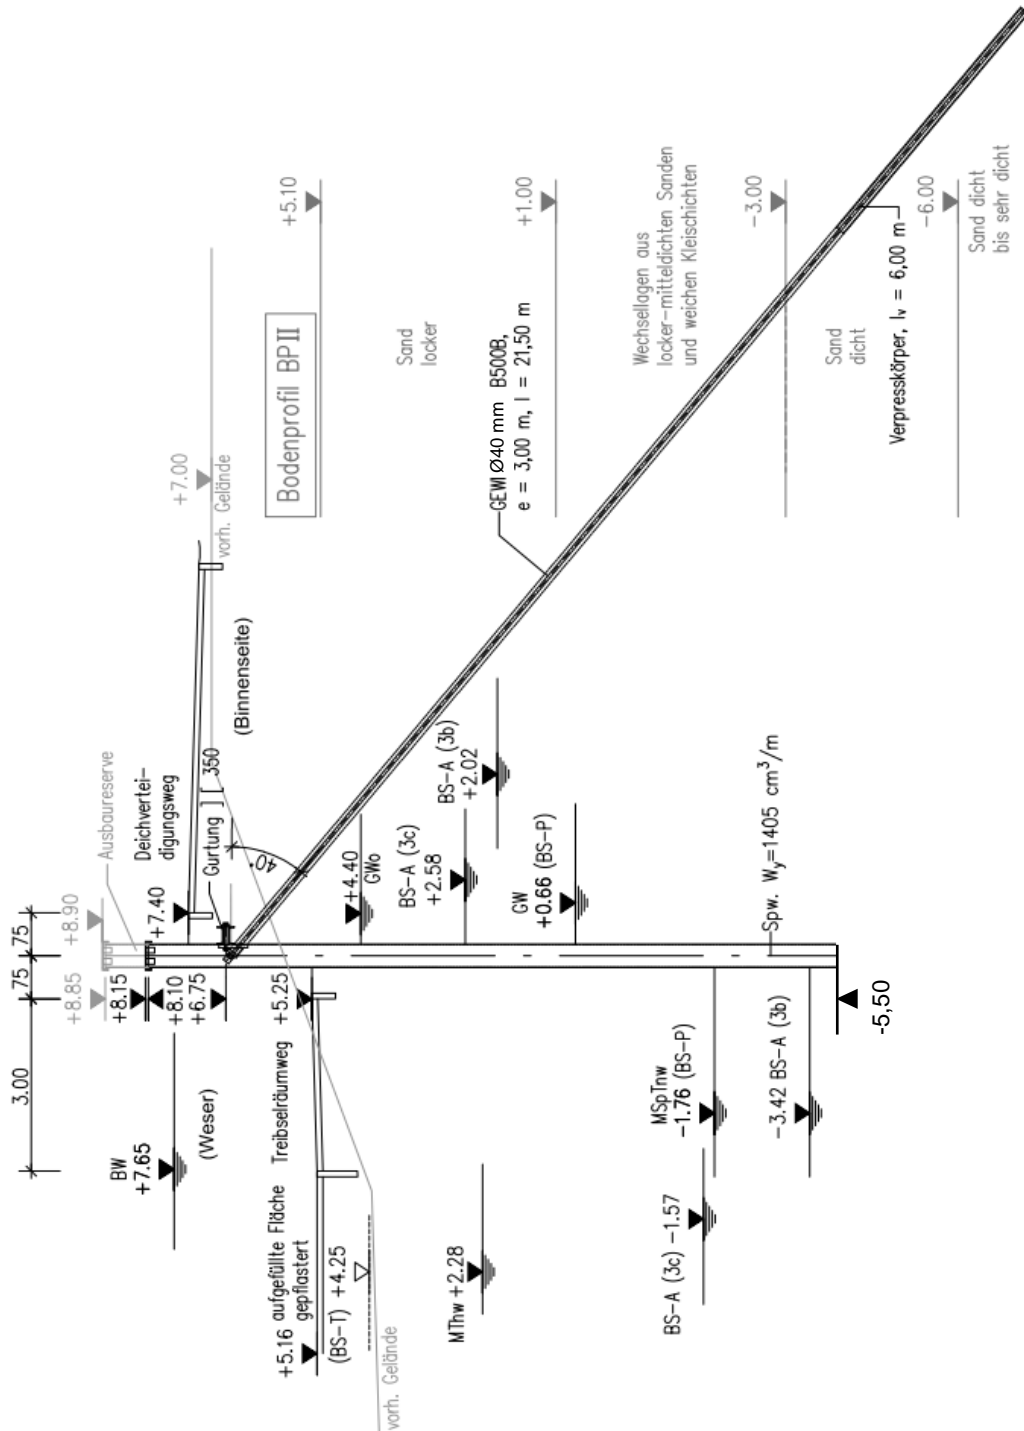 3.00
75
75
+8.85
+8.90
Ausbaureserve
+8.15
+8.10
+6.75
+7.40
Deichvertei-
digungsweg
Gurtung ] [ 350
40°
(Binnenseite)
+7.00
vorh. Gelände
Bodenprofil BPII
+5.10
BW
+7.65
(Weser)
+5.25
Treibselräumweg
+5.16 aufgefüllte Fläche
gepflastert
(BS-T) +4.25
vorh. Gelände
MThw +2.28
BS-A (3c) -1.57
MSpTnw
-1.76 (BS-P)
-3.42 BS-A (3b)
-5,50
+4.40
GWo
BS-A (3c)
+2.58
BS-A (3b)
+2.02
GW
+0.66 (BS-P)
Spw. Wy=1405 cm³/m
GEWI Ø40 mm B500B,
e = 3,00 m, l = 21,50 m
Sand
locker
+1.00
Wechsellagen aus
locker-mitteldichten Sanden
und weichen Kleischichten
-3.00
Sand
dicht
Verpresskörper, lv = 6,00 m
-6.00
Sand dicht
bis sehr dicht